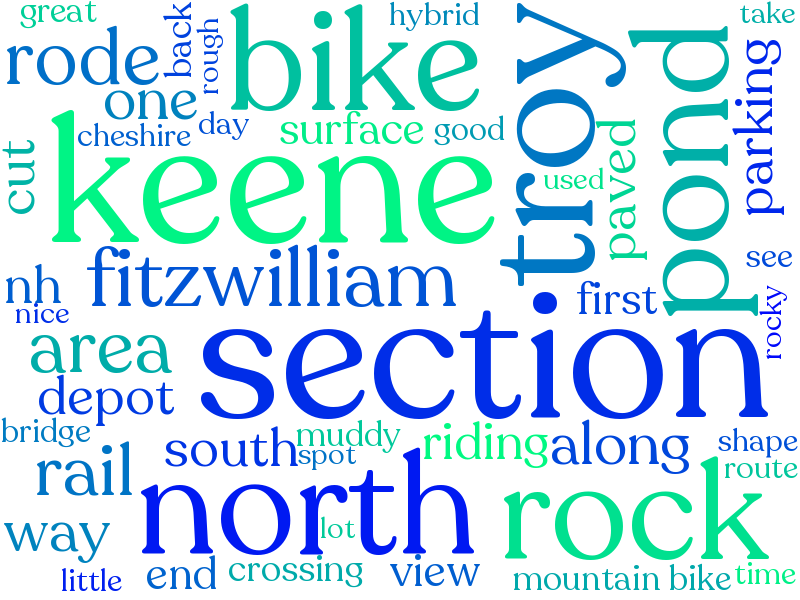 great
back
hybrid
take
rode
rough
bike
troy
pond
parking
one
cheshire
day
surface
good
cut
keene
used
paved
nh
nice
fitzwilliam
first
see
rocky
area
section
depot
bridge
south
muddy
spot
riding
along
shape
route
rail
north
lot
rock
way
little
end
crossing
view
mountain bike
time